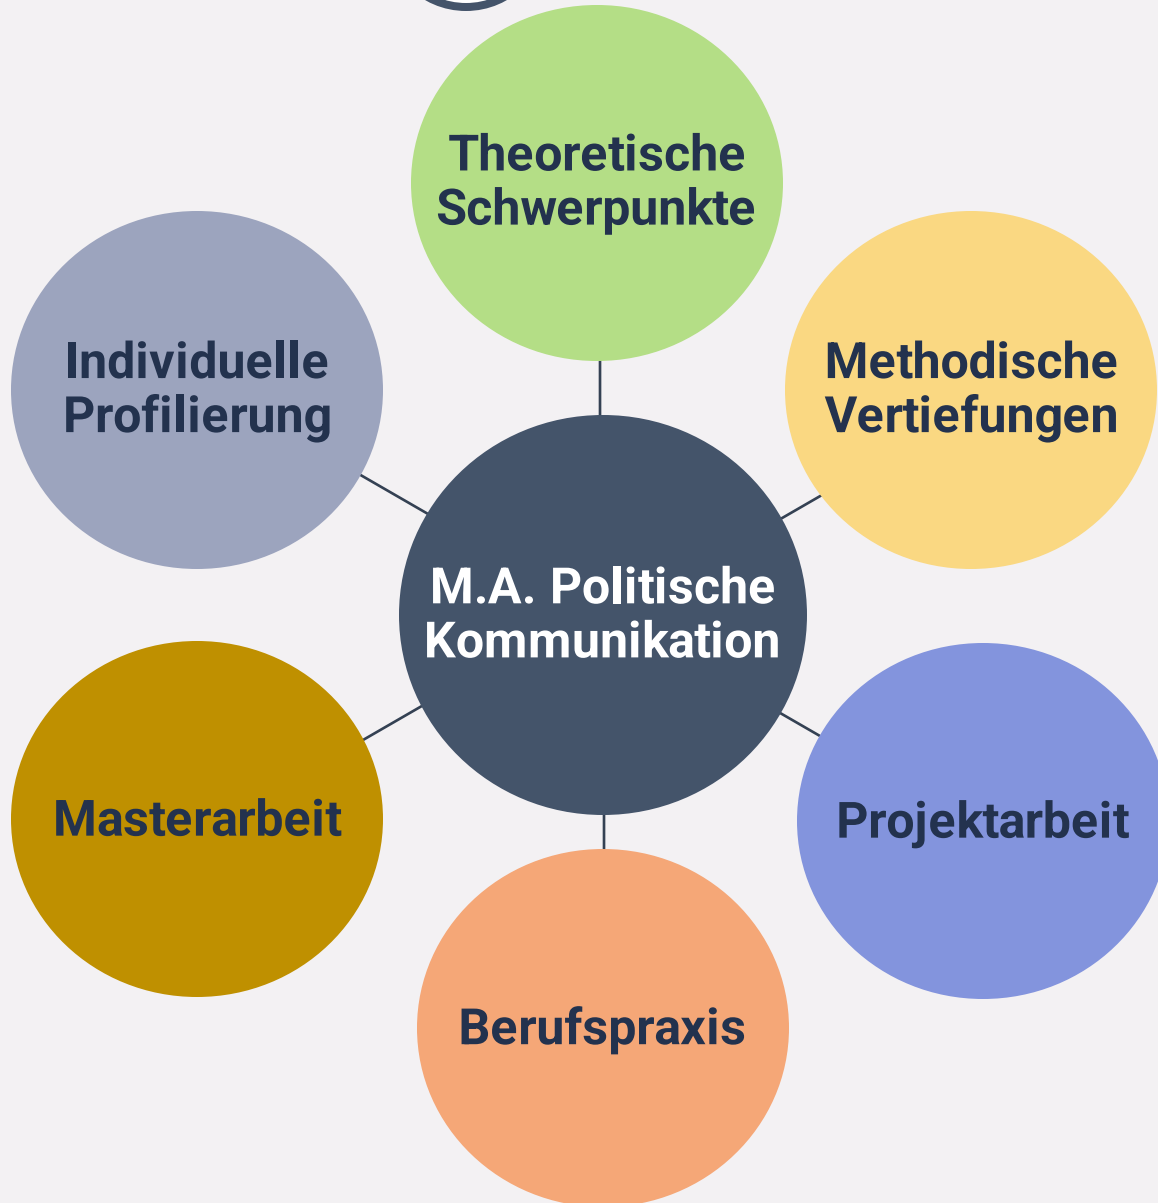 Theoretische
Schwerpunkte
Individuelle
Profilierung
Methodische
Vertiefungen
M.A. Politische
Kommunikation
Masterarbeit
Projektarbeit
Berufspraxis